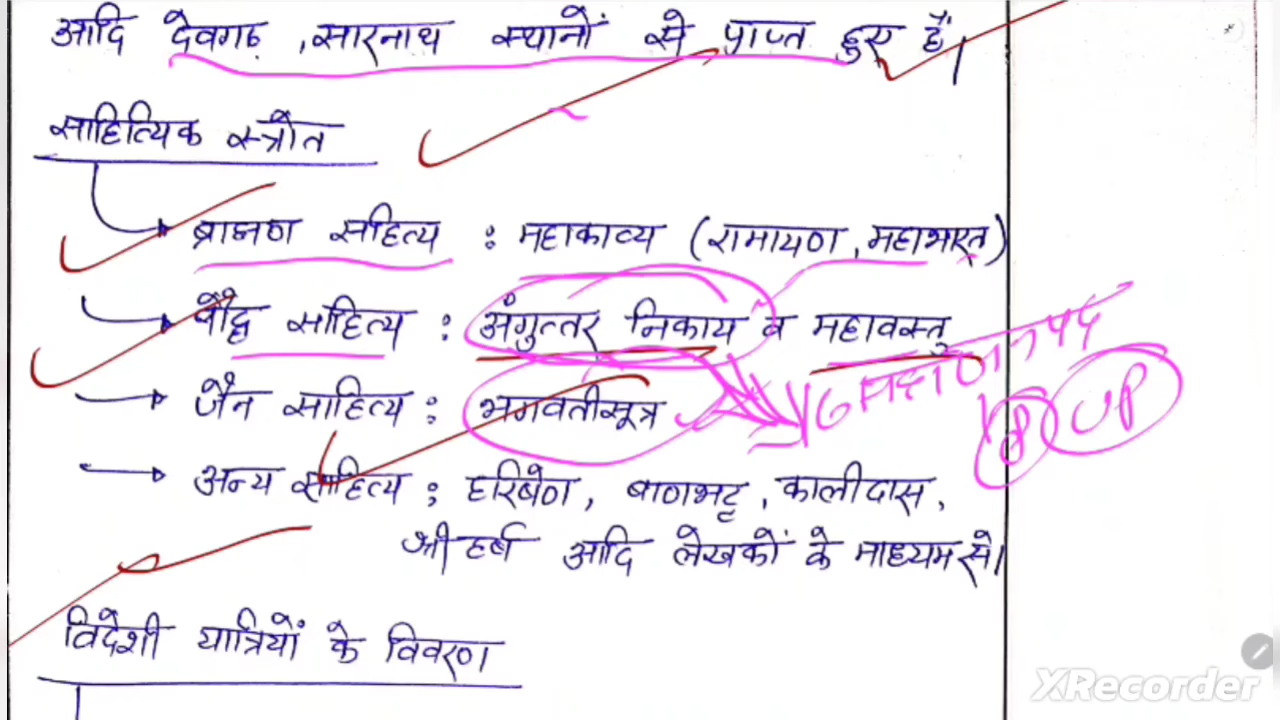 आदि देवगढ़ ,सारनाथ स्थानों से प्राप्त हुए हैं।
साहित्यिक स्त्रोत
ब्राह्मण सहित्य : महाकाव्य (रामायण ,महाभारत)
बौद्ध साहित्य : अंगुत्तर निकाय व महावस्तु
जैन साहित्य : भगवतीसूत्र
16 महाजनपद
8 UP
अन्य साहित्य : हरिषेण, बाणभट्ट ,कालीदास,
श्री हर्ष आदि लेखकों के माध्यम से।
विदेशी यात्रियों के विवरण
XRecorder